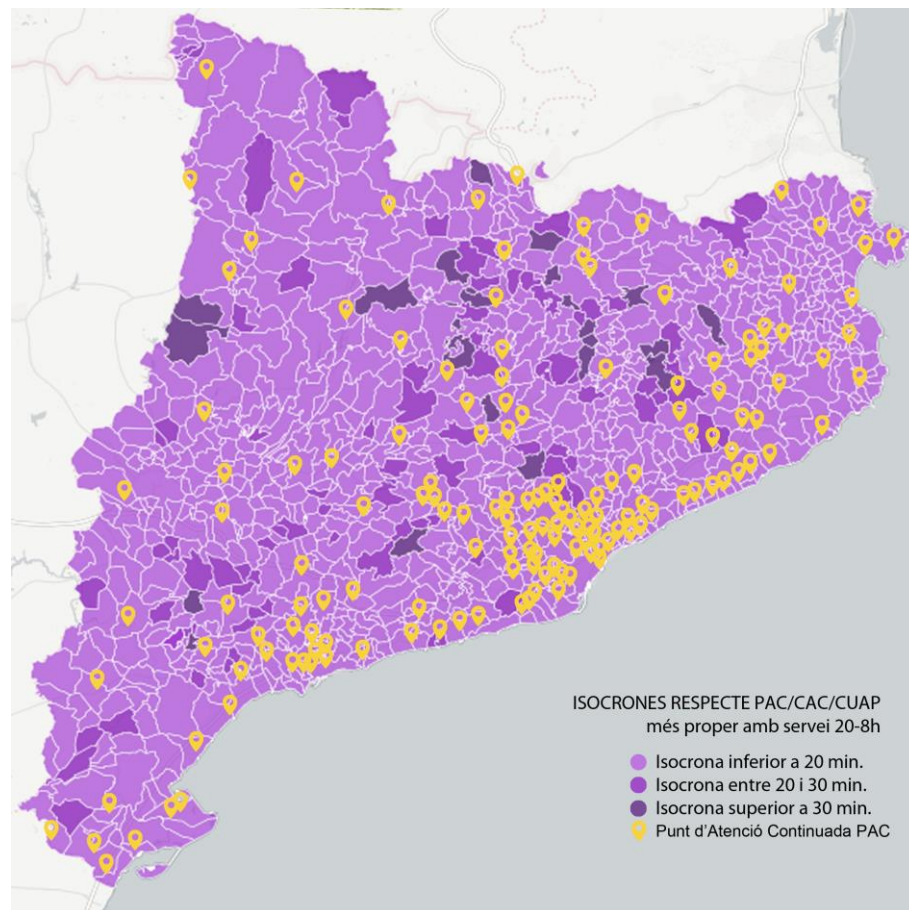 ISOCRONES RESPECTE PAC/CAC/CUAP
més proper amb servei 20-8h
Isocrona inferior a 20 min.
Isocrona entre 20 i 30 min.
Isocrona superior a 30 min.
Punt d'Atenció Continuada PAC